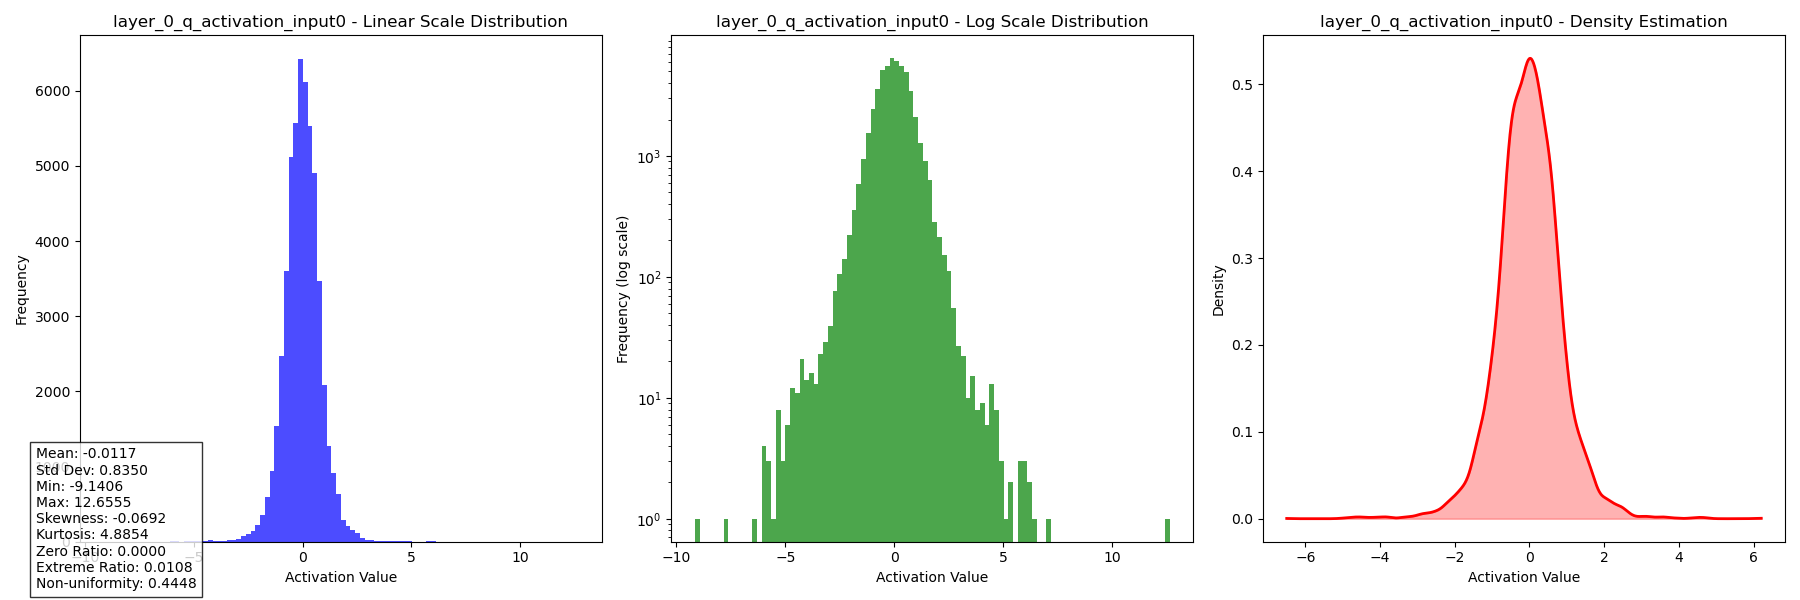 layer_0_q_activation_input0 - Linear Scale Distribution
Frequency
6000
5000
4000
3000
2000
−5
0
5
10
Activation Value
Mean: -0.0117
Std Dev: 0.8350
Min: -9.1406
Max: 12.6555
Skewness: -0.0692
Kurtosis: 4.8854
Zero Ratio: 0.0000
Extreme Ratio: 0.0108
Non-uniformity: 0.4448
layer_0_q_activation_input0 - Log Scale Distribution
Frequency (log scale)
10³
10²
10¹
10⁰
−10
−5
0
5
10
Activation Value
layer_0_q_activation_input0 - Density Estimation
Density
0.5
0.4
0.3
0.2
0.1
0.0
−6
−4
−2
0
2
4
6
Activation Value